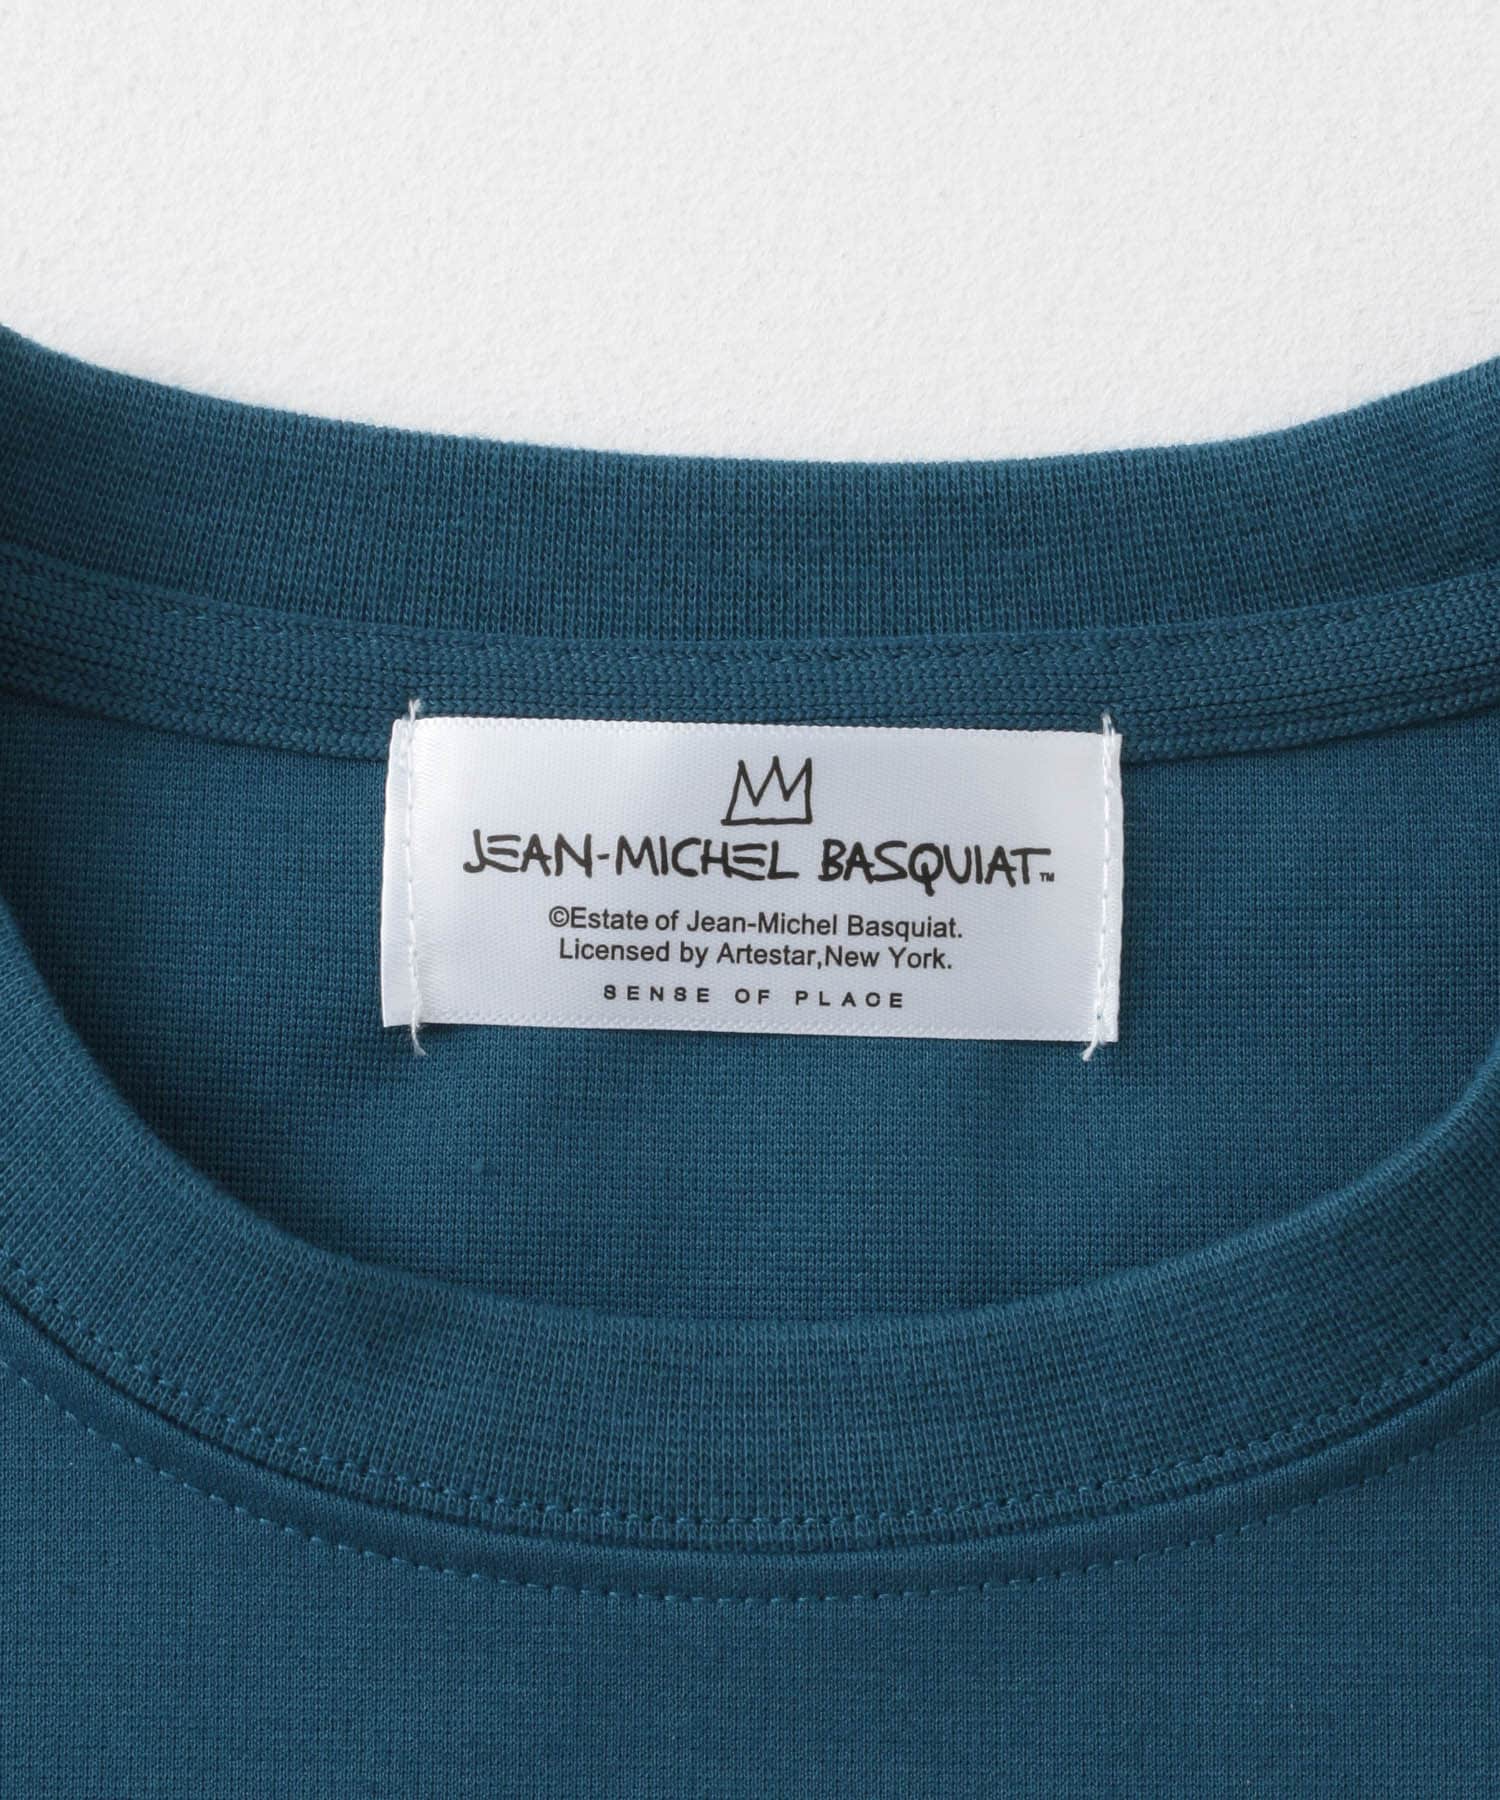 JEAN-MICHEL BASQUIAT™
©Estate of Jean-Michel Basquiat.
Licensed by Artestar,New York.
SENSE OF PLACE